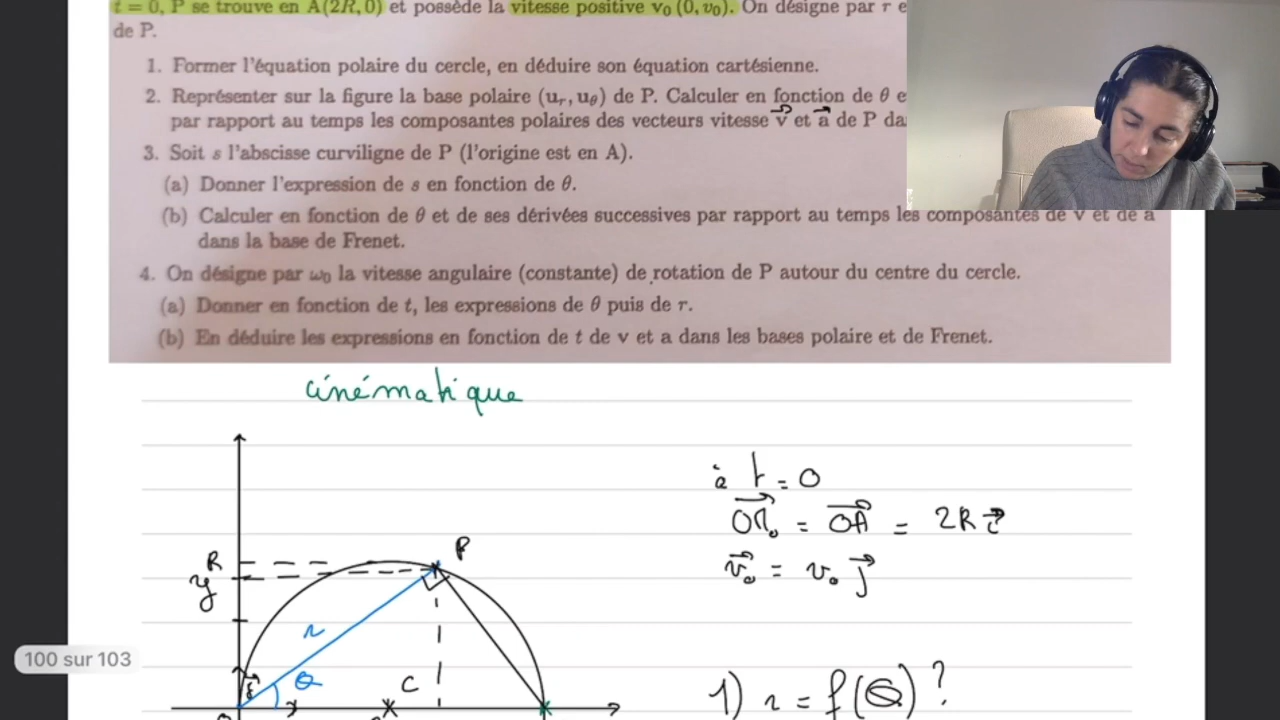 t = 0, P se trouve en A(2R, 0) et possède la vitesse positive v₀ (0, v₀). On désigne par r e
de P.
1. Former l'équation polaire du cercle, en déduire son équation cartésienne.
2. Représenter sur la figure la base polaire (uᵣ, u_θ) de P. Calculer en fonction de θ e
par rapport au temps les composantes polaires des vecteurs vitesse v⃗ et a⃗ de P da
3. Soit s l'abscisse curviligne de P (l'origine est en A).
(a) Donner l'expression de s en fonction de θ.
(b) Calculer en fonction de θ et de ses dérivées successives par rapport au temps les composantes de v et de a
dans la base de Frenet.
4. On désigne par ω₀ la vitesse angulaire (constante) de rotation de P autour du centre du cercle.
(a) Donner en fonction de t, les expressions de θ puis de r.
(b) En déduire les expressions en fonction de t de v et a dans les bases polaire et de Frenet.
cinématique
à t = 0
OM₀ = OA = 2R i⃗
v⃗₀ = v₀ j⃗
P
R
y
r
100 sur 103
θ
C
1) r = f(θ) ?